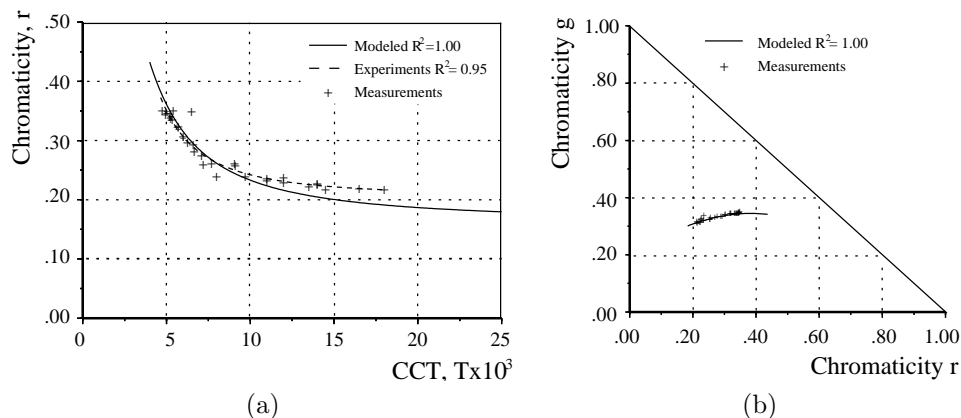 Chromaticity, r
.50
.40
.30
.20
.10
.00
0
5
10
15
20
25
CCT, Tx10³
Modeled R²=1.00
Experiments R²= 0.95
Measurements
(a)
Chromaticity g
1.00
.80
.60
.40
.20
.00
.00
.20
.40
.60
.80
1.00
Chromaticity r
Modeled R² = 1.00
Measurements
(b)